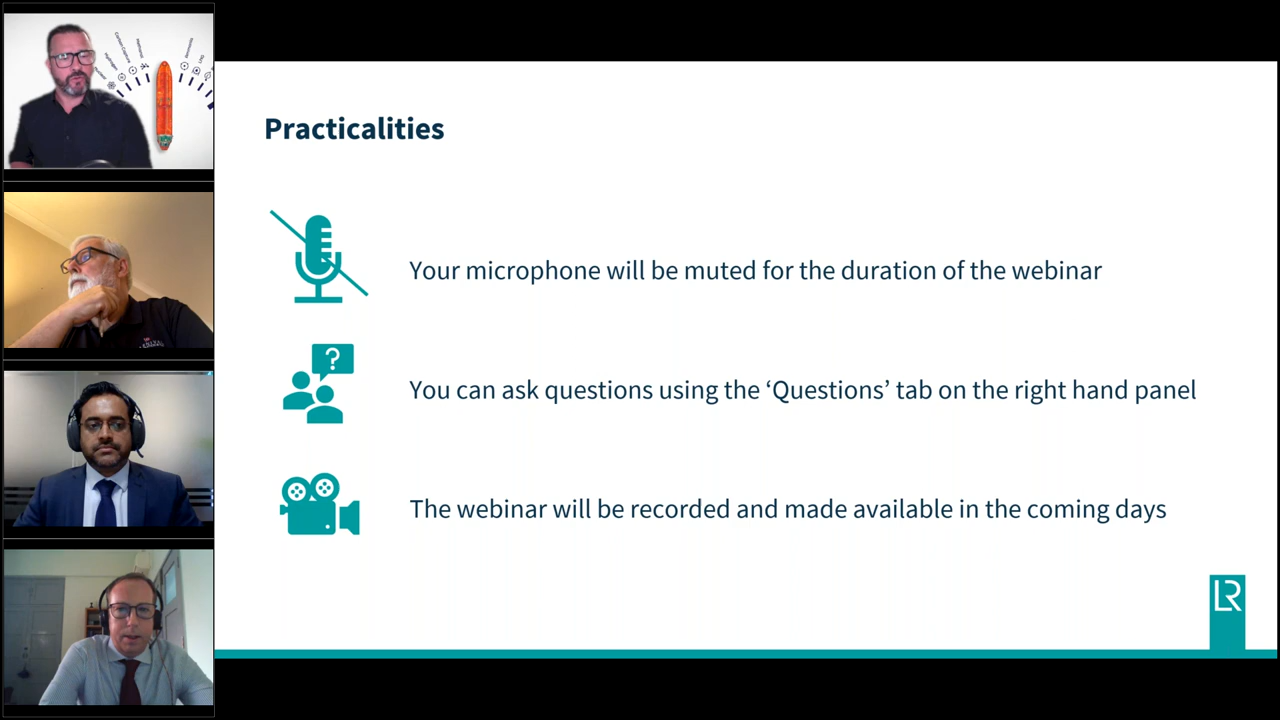 Practicalities
Your microphone will be muted for the duration of the webinar
?
You can ask questions using the ‘Questions’ tab on the right hand panel
The webinar will be recorded and made available in the coming days
LR